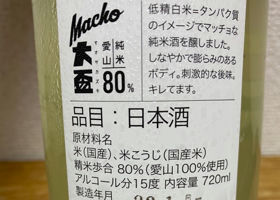 Macho
大盃
純米
愛山
80%
低精白米=タンパク質
のイメージでマッチョな
純米酒を醸しました。
しなやかで膨らみのある
ボディ。刺激的な後味。
キレてます。
品目:日本酒
原材料名
米(国産)、米こうじ(国産米)
精米歩合 80%(愛山100%使用)
アルコール分15度 内容量 720ml
製造年月